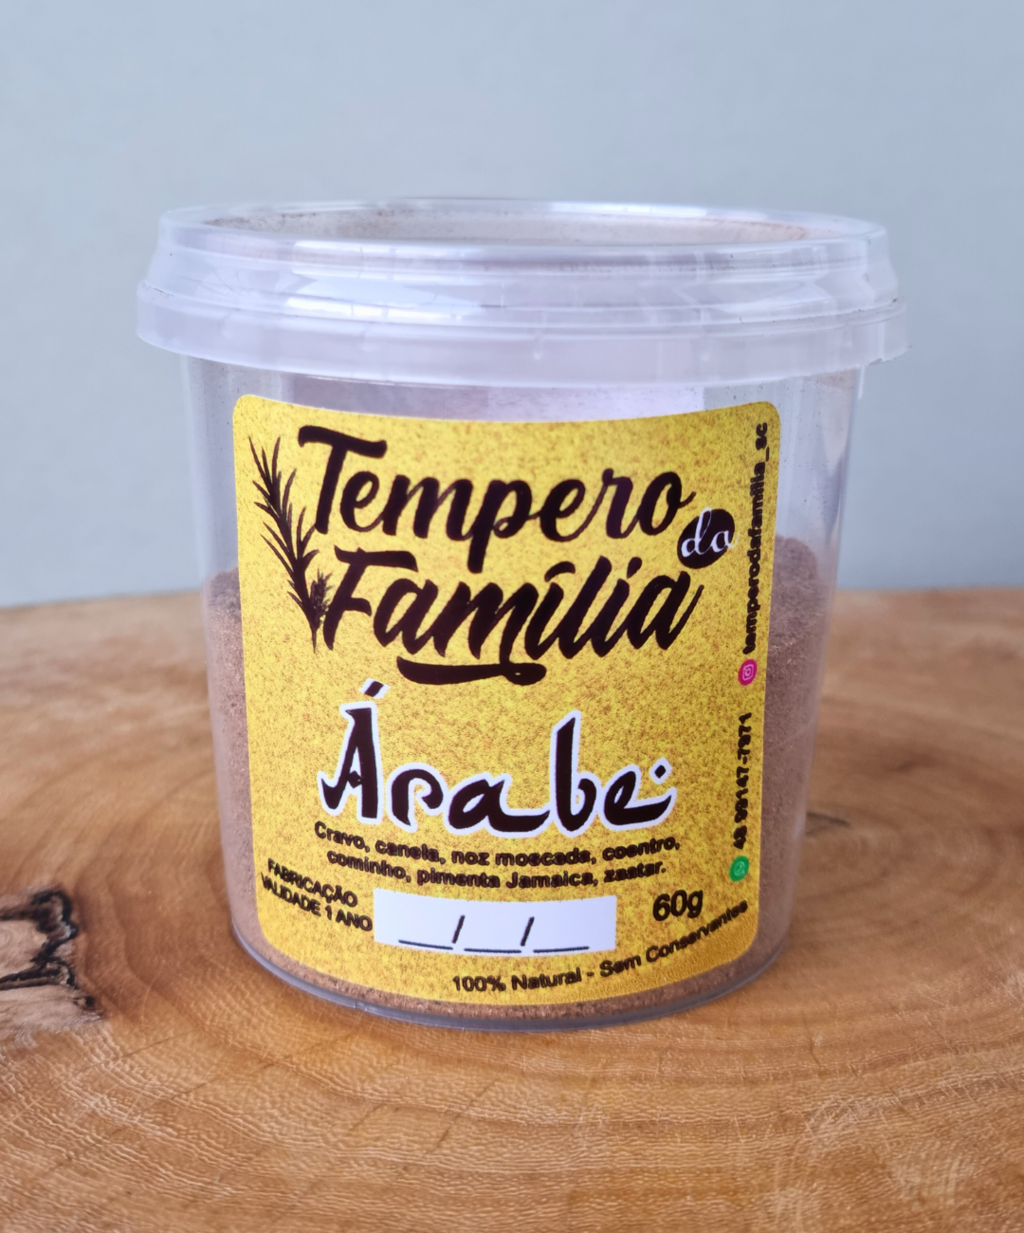 Tempero
da
Família
Árabe
Cravo, canela, noz moscada, coentro,
cominho, pimenta Jamaica, zaatar.
FABRICAÇÃO
VALIDADE 1 ANO
__/__/__
60g
100% Natural - Sem Conservantes
temperodafamilia_sc
48 99147-7971